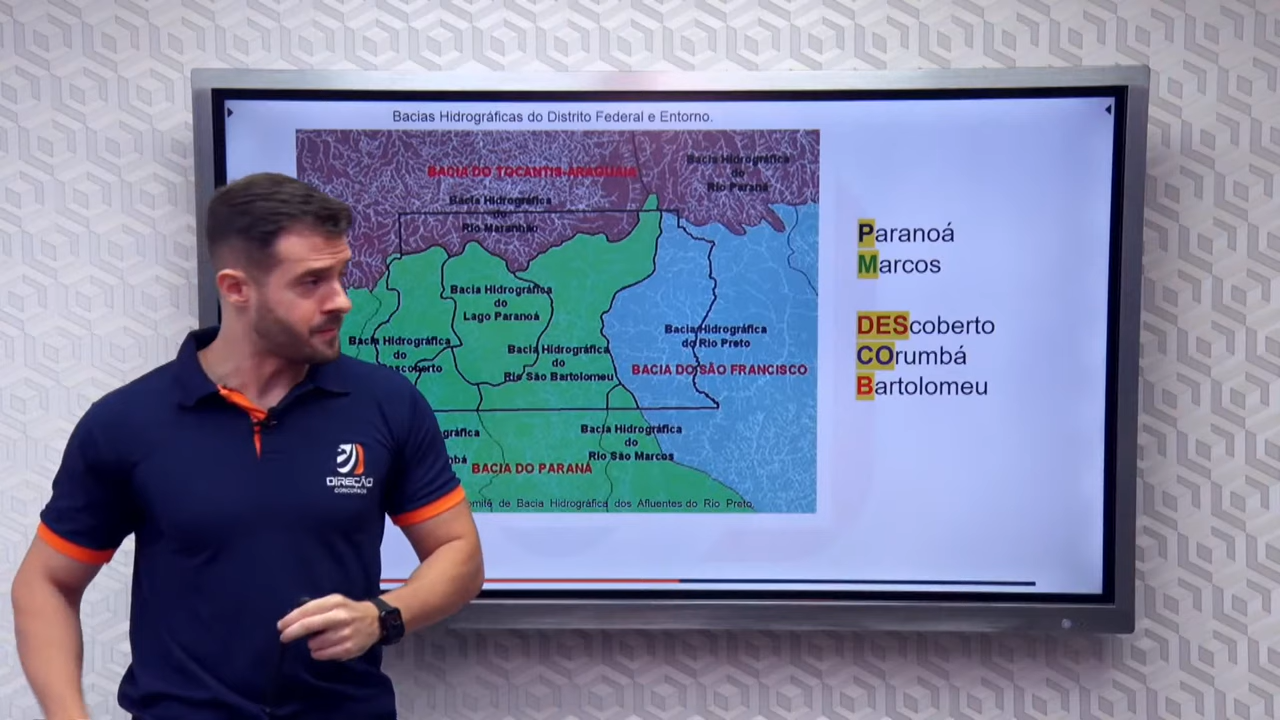 Bacias Hidrográficas do Distrito Federal e Entorno.
BACIA DO TOCANTIS-ARAGUAIA
Bacia Hidrográfica
do
Rio Paraná
Bacia Hidrográfica
do
Rio Maranhão
Bacia Hidrográfica
do
Lago Paranoá
Bacia Hidrográfica
do
Bacia Hidrográfica
do
Rio São Bartolomeu
Bacia Hidrográfica
do Rio Preto
BACIA DO SÃO FRANCISCO
Bacia Hidrográfica
do
Rio São Marcos
BACIA DO PARANÁ
de Bacia Hidrográfica dos Afluentes do Rio Preto,
Paranoá
Marcos
DEScoberto
COrumbá
Bartolomeu
DIREÇÃO
CONCURSOS